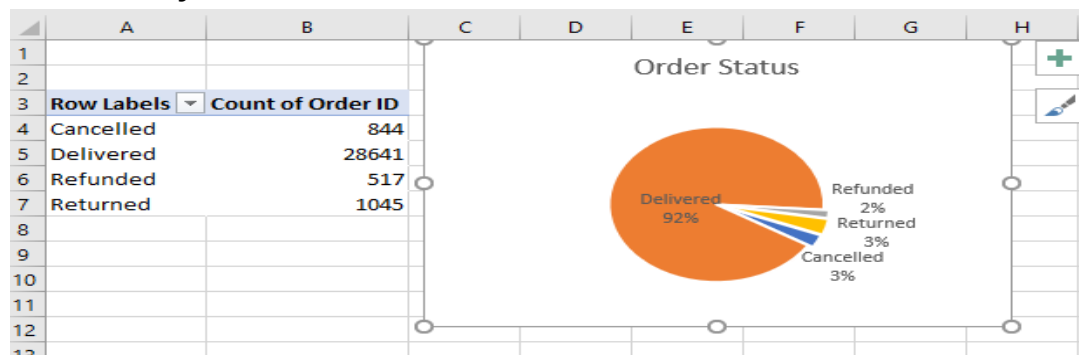 A B C D E F G H
1
2
3 Row Labels Count of Order ID
4 Cancelled 844
5 Delivered 28641
6 Refunded 517
7 Returned 1045
8
9
10
11
12
Order Status
Delivered
92%
Refunded
2%
Returned
3%
Cancelled
3%